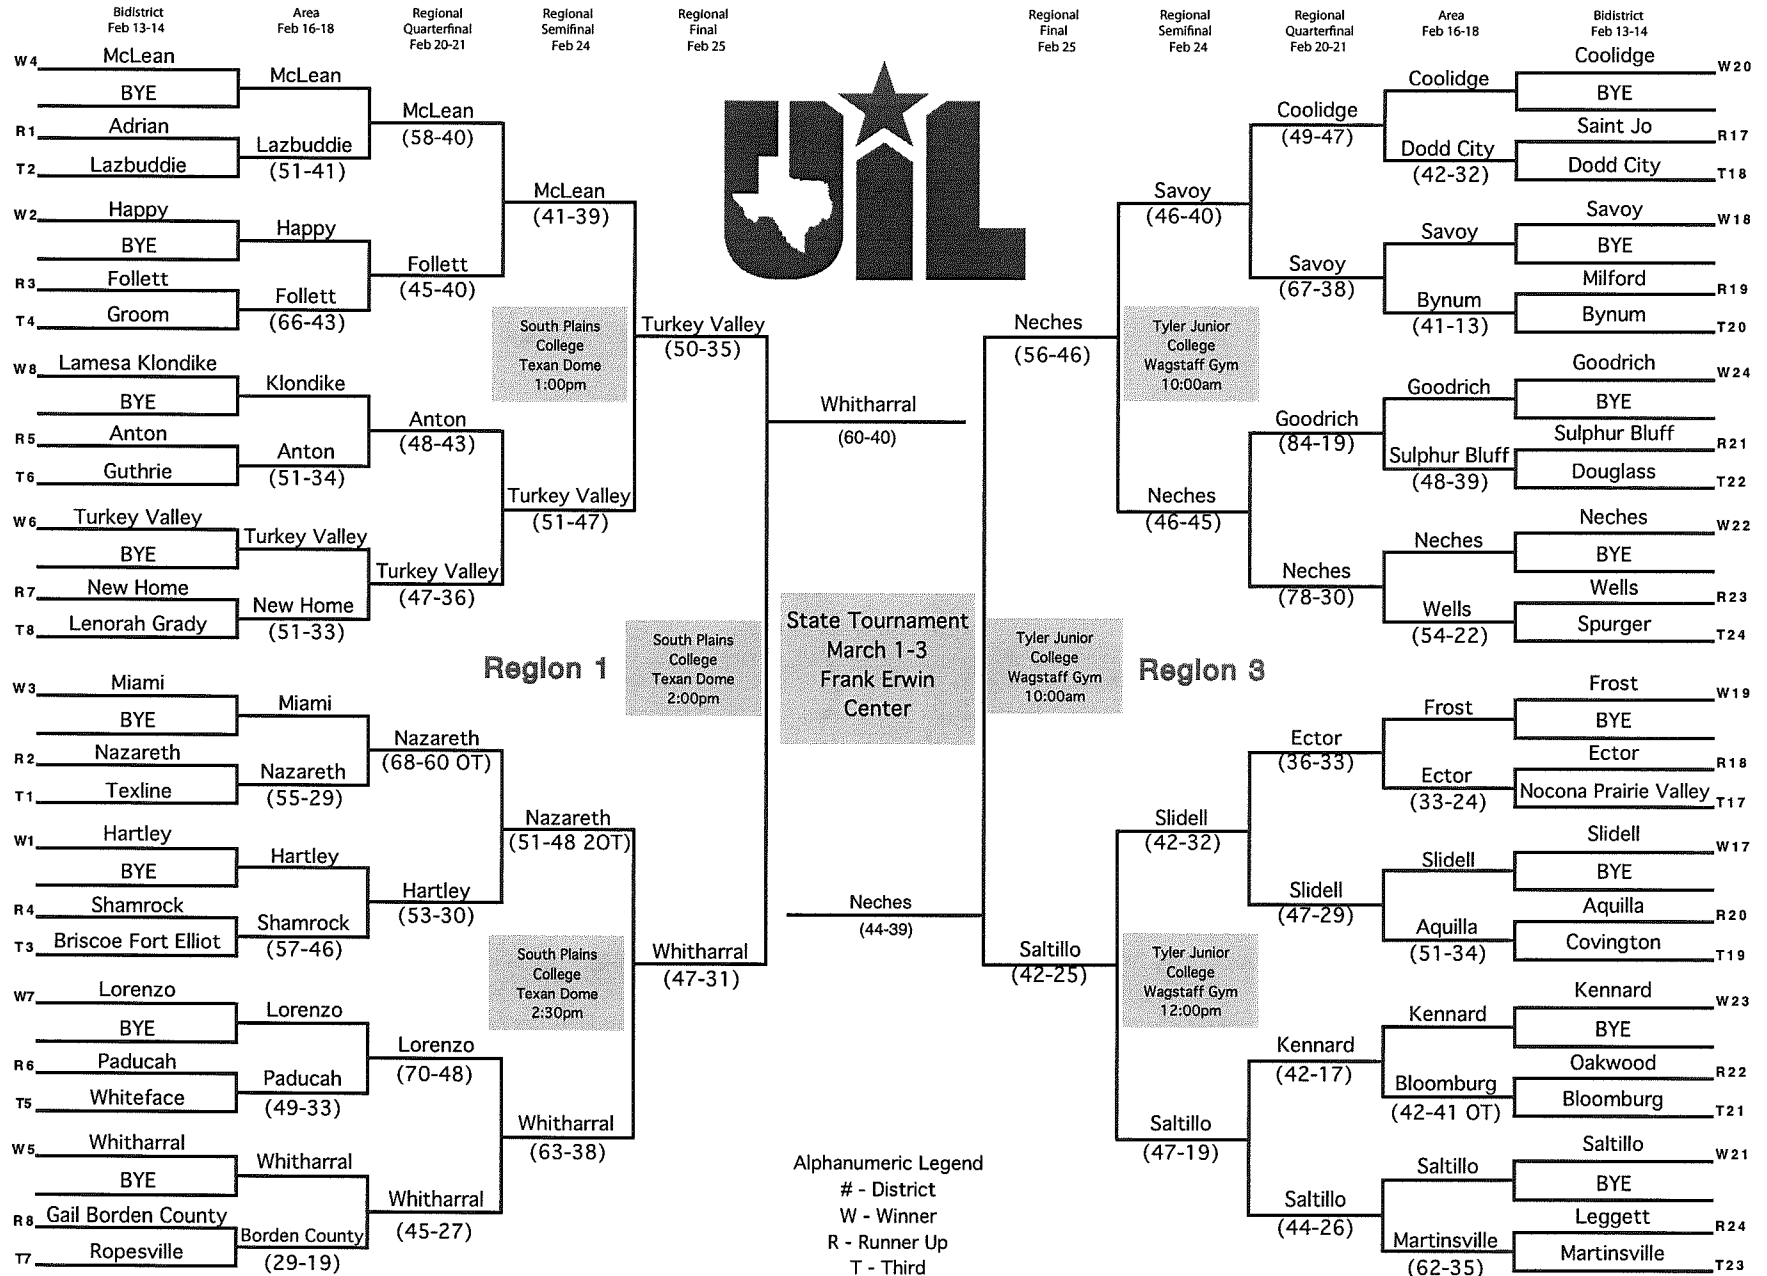 Bidistrict
Feb 13-14
Area
Feb 16-18
Regional
Quarterfinal
Feb 20-21
Regional
Semifinal
Feb 24
Regional
Final
Feb 25
Regional
Final
Feb 25
Regional
Semifinal
Feb 24
Regional
Quarterfinal
Feb 20-21
Area
Feb 16-18
Bidistrict
Feb 13-14
UIL
W4 McLean
BYE
R1 Adrian
T2 Lazbuddie
W2 Happy
BYE
R3 Follett
T4 Groom
W8 Lamesa Klondike
BYE
R5 Anton
T6 Guthrie
W6 Turkey Valley
BYE
R7 New Home
T8 Lenorah Grady
W3 Miami
BYE
R2 Nazareth
T1 Texline
W1 Hartley
BYE
R4 Shamrock
T3 Briscoe Fort Elliot
W7 Lorenzo
BYE
R6 Paducah
T5 Whiteface
W5 Whitharral
BYE
R8 Gail Borden County
T7 Ropesville
McLean
Lazbuddie
(51-41)
Happy
Follett
(66-43)
Klondike
Anton
(51-34)
Turkey Valley
New Home
(51-33)
Miami
Nazareth
(55-29)
Hartley
Shamrock
(57-46)
Lorenzo
Paducah
(49-33)
Whitharral
Borden County
(29-19)
McLean
(58-40)
Follett
(45-40)
Anton
(48-43)
Turkey Valley
(47-36)
Nazareth
(68-60 OT)
Hartley
(53-30)
Lorenzo
(70-48)
Whitharral
(45-27)
McLean
(41-39)
South Plains
College
Texan Dome
1:00pm
Turkey Valley
(51-47)
Region 1
Nazareth
(51-48 2OT)
South Plains
College
Texan Dome
2:30pm
Whitharral
(63-38)
Turkey Valley
(50-35)
South Plains
College
Texan Dome
2:00pm
Whitharral
(47-31)
Whitharral
(60-40)
State Tournament
March 1-3
Frank Erwin
Center
Neches
(44-39)
Alphanumeric Legend
# - District
W - Winner
R - Runner Up
T - Third
Neches
(56-46)
Tyler Junior
College
Wagstaff Gym
10:00am
Saltillo
(42-25)
Savoy
(46-40)
Tyler Junior
College
Wagstaff Gym
10:00am
Neches
(46-45)
Region 3
Slidell
(42-32)
Tyler Junior
College
Wagstaff Gym
12:00pm
Saltillo
(47-19)
Coolidge
(49-47)
Savoy
(67-38)
Goodrich
(84-19)
Neches
(78-30)
Ector
(36-33)
Slidell
(47-29)
Kennard
(42-17)
Saltillo
(44-26)
Coolidge
Dodd City
(42-32)
Savoy
Bynum
(41-13)
Goodrich
Sulphur Bluff
(48-39)
Neches
Wells
(54-22)
Frost
Ector
(33-24)
Slidell
Aquilla
(51-34)
Kennard
Bloomburg
(42-41 OT)
Saltillo
Martinsville
(62-35)
Coolidge W20
BYE
Saint Jo R17
Dodd City T18
Savoy W18
BYE
Milford R19
Bynum T20
Goodrich W24
BYE
Sulphur Bluff R21
Douglass T22
Neches W22
BYE
Wells R23
Spurger T24
Frost W19
BYE
Ector R18
Nocona Prairie Valley T17
Slidell W17
BYE
Aquilla R20
Covington T19
Kennard W23
BYE
Oakwood R22
Bloomburg T21
Saltillo W21
BYE
Leggett R24
Martinsville T23